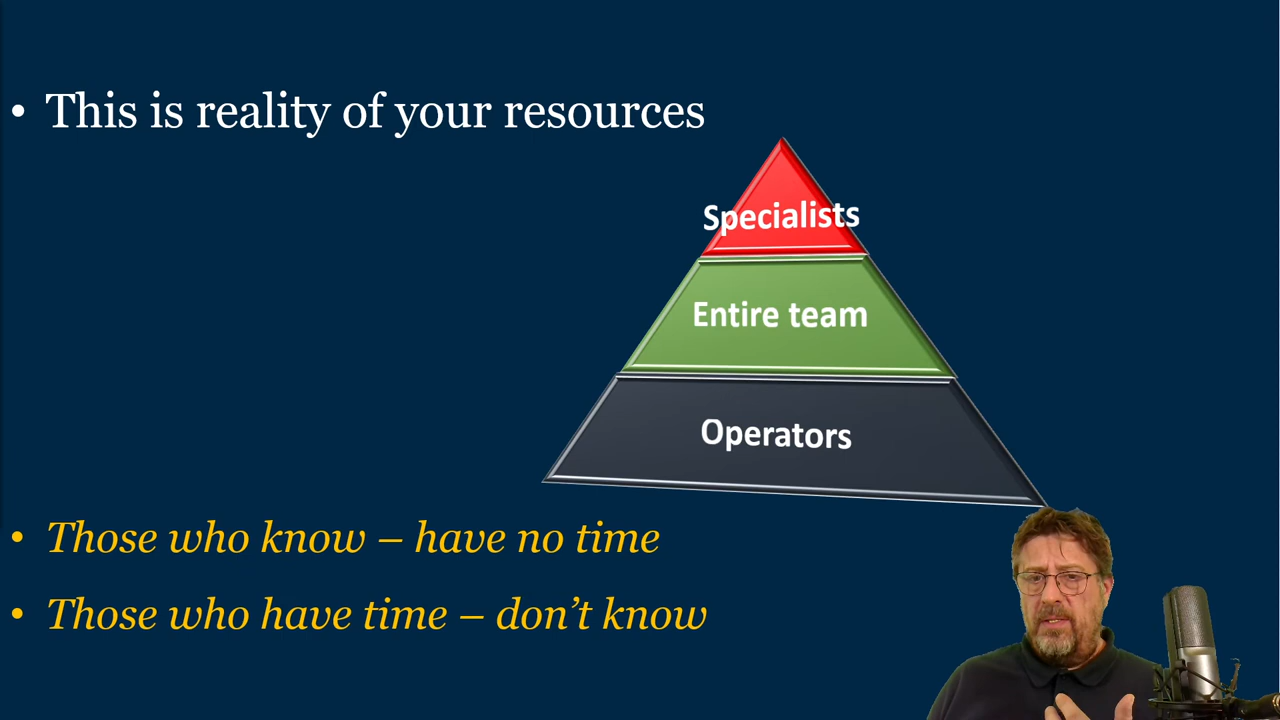 • This is reality of your resources
Specialists
Entire team
Operators
• Those who know – have no time
• Those who have time – don’t know